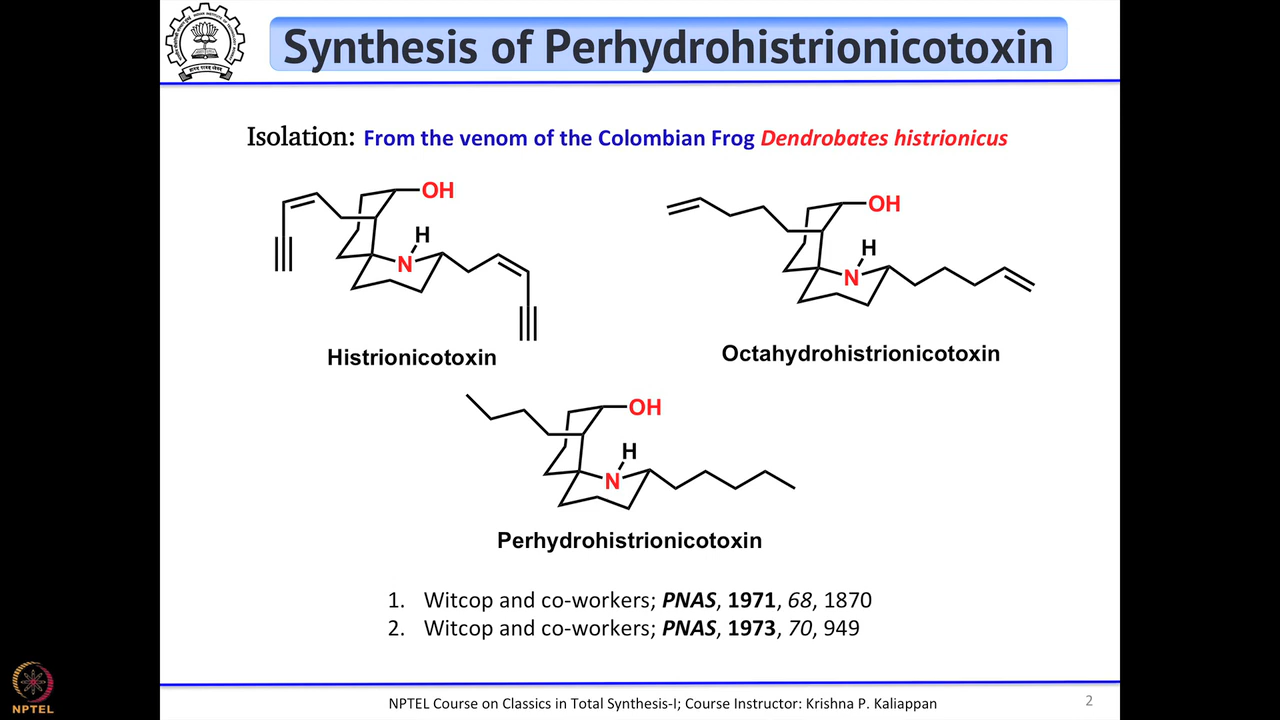 Synthesis of Perhydrohistrionicotoxin
Isolation: From the venom of the Colombian Frog Dendrobates histrionicus
OH
H
N
Histrionicotoxin
OH
H
N
Octahydrohistrionicotoxin
OH
H
N
Perhydrohistrionicotoxin
1. Witcop and co-workers; PNAS, 1971, 68, 1870
2. Witcop and co-workers; PNAS, 1973, 70, 949
NPTEL
NPTEL Course on Classics in Total Synthesis-I; Course Instructor: Krishna P. Kaliappan
2